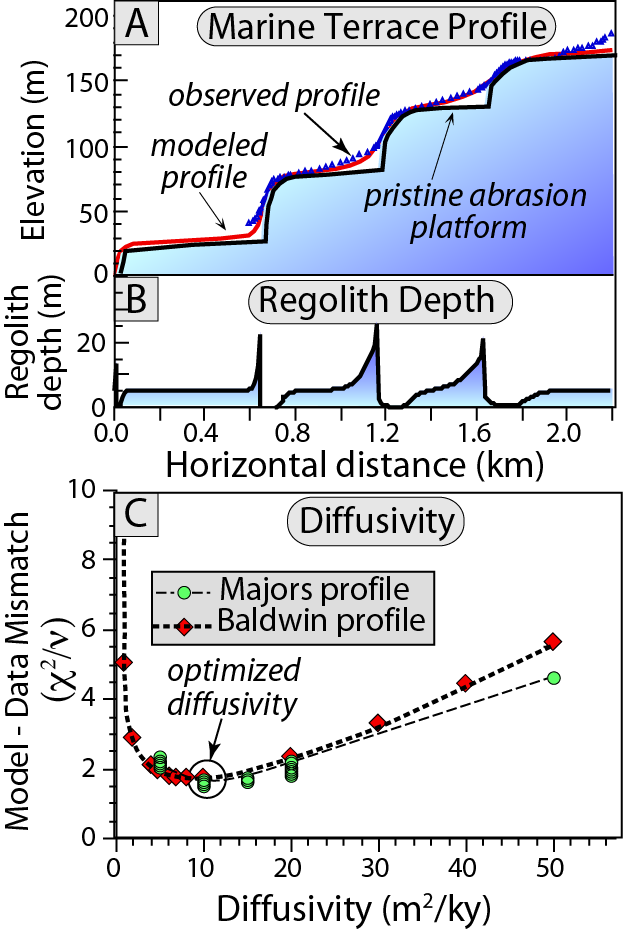 A
Marine Terrace Profile
Elevation (m)
200
150
100
50
0
observed profile
modeled
profile
pristine abrasion
platform
B
Regolith Depth
Regolith
depth (m)
20
0
0.0
0.4
0.8
1.2
1.6
2.0
Horizontal distance (km)
C
Diffusivity
Model - Data Mismatch
(χ²/ν)
10
8
6
4
2
0
Majors profile
Baldwin profile
optimized
diffusivity
0
10
20
30
40
50
Diffusivity (m²/ky)